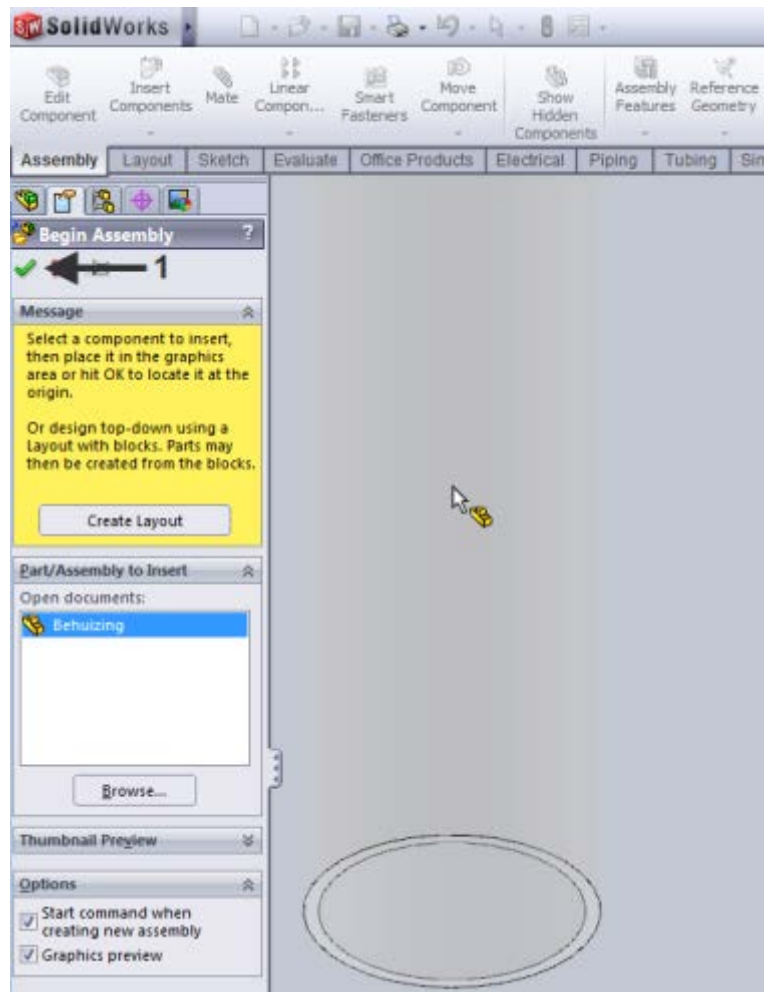 SolidWorks
Edit Component
Insert Components
Mate
Linear Compon...
Smart Fasteners
Move Component
Show Hidden Components
Assembly Features
Reference Geometry
Assembly Layout Sketch Evaluate Office Products Electrical Piping Tubing Sim
Begin Assembly ?
1
Message
Select a component to insert,
then place it in the graphics
area or hit OK to locate it at the
origin.
Or design top-down using a
Layout with blocks. Parts may
then be created from the blocks.
Create Layout
Part/Assembly to Insert
Open documents:
Behuizing
Browse...
Thumbnail Preview
Options
Start command when
creating new assembly
Graphics preview